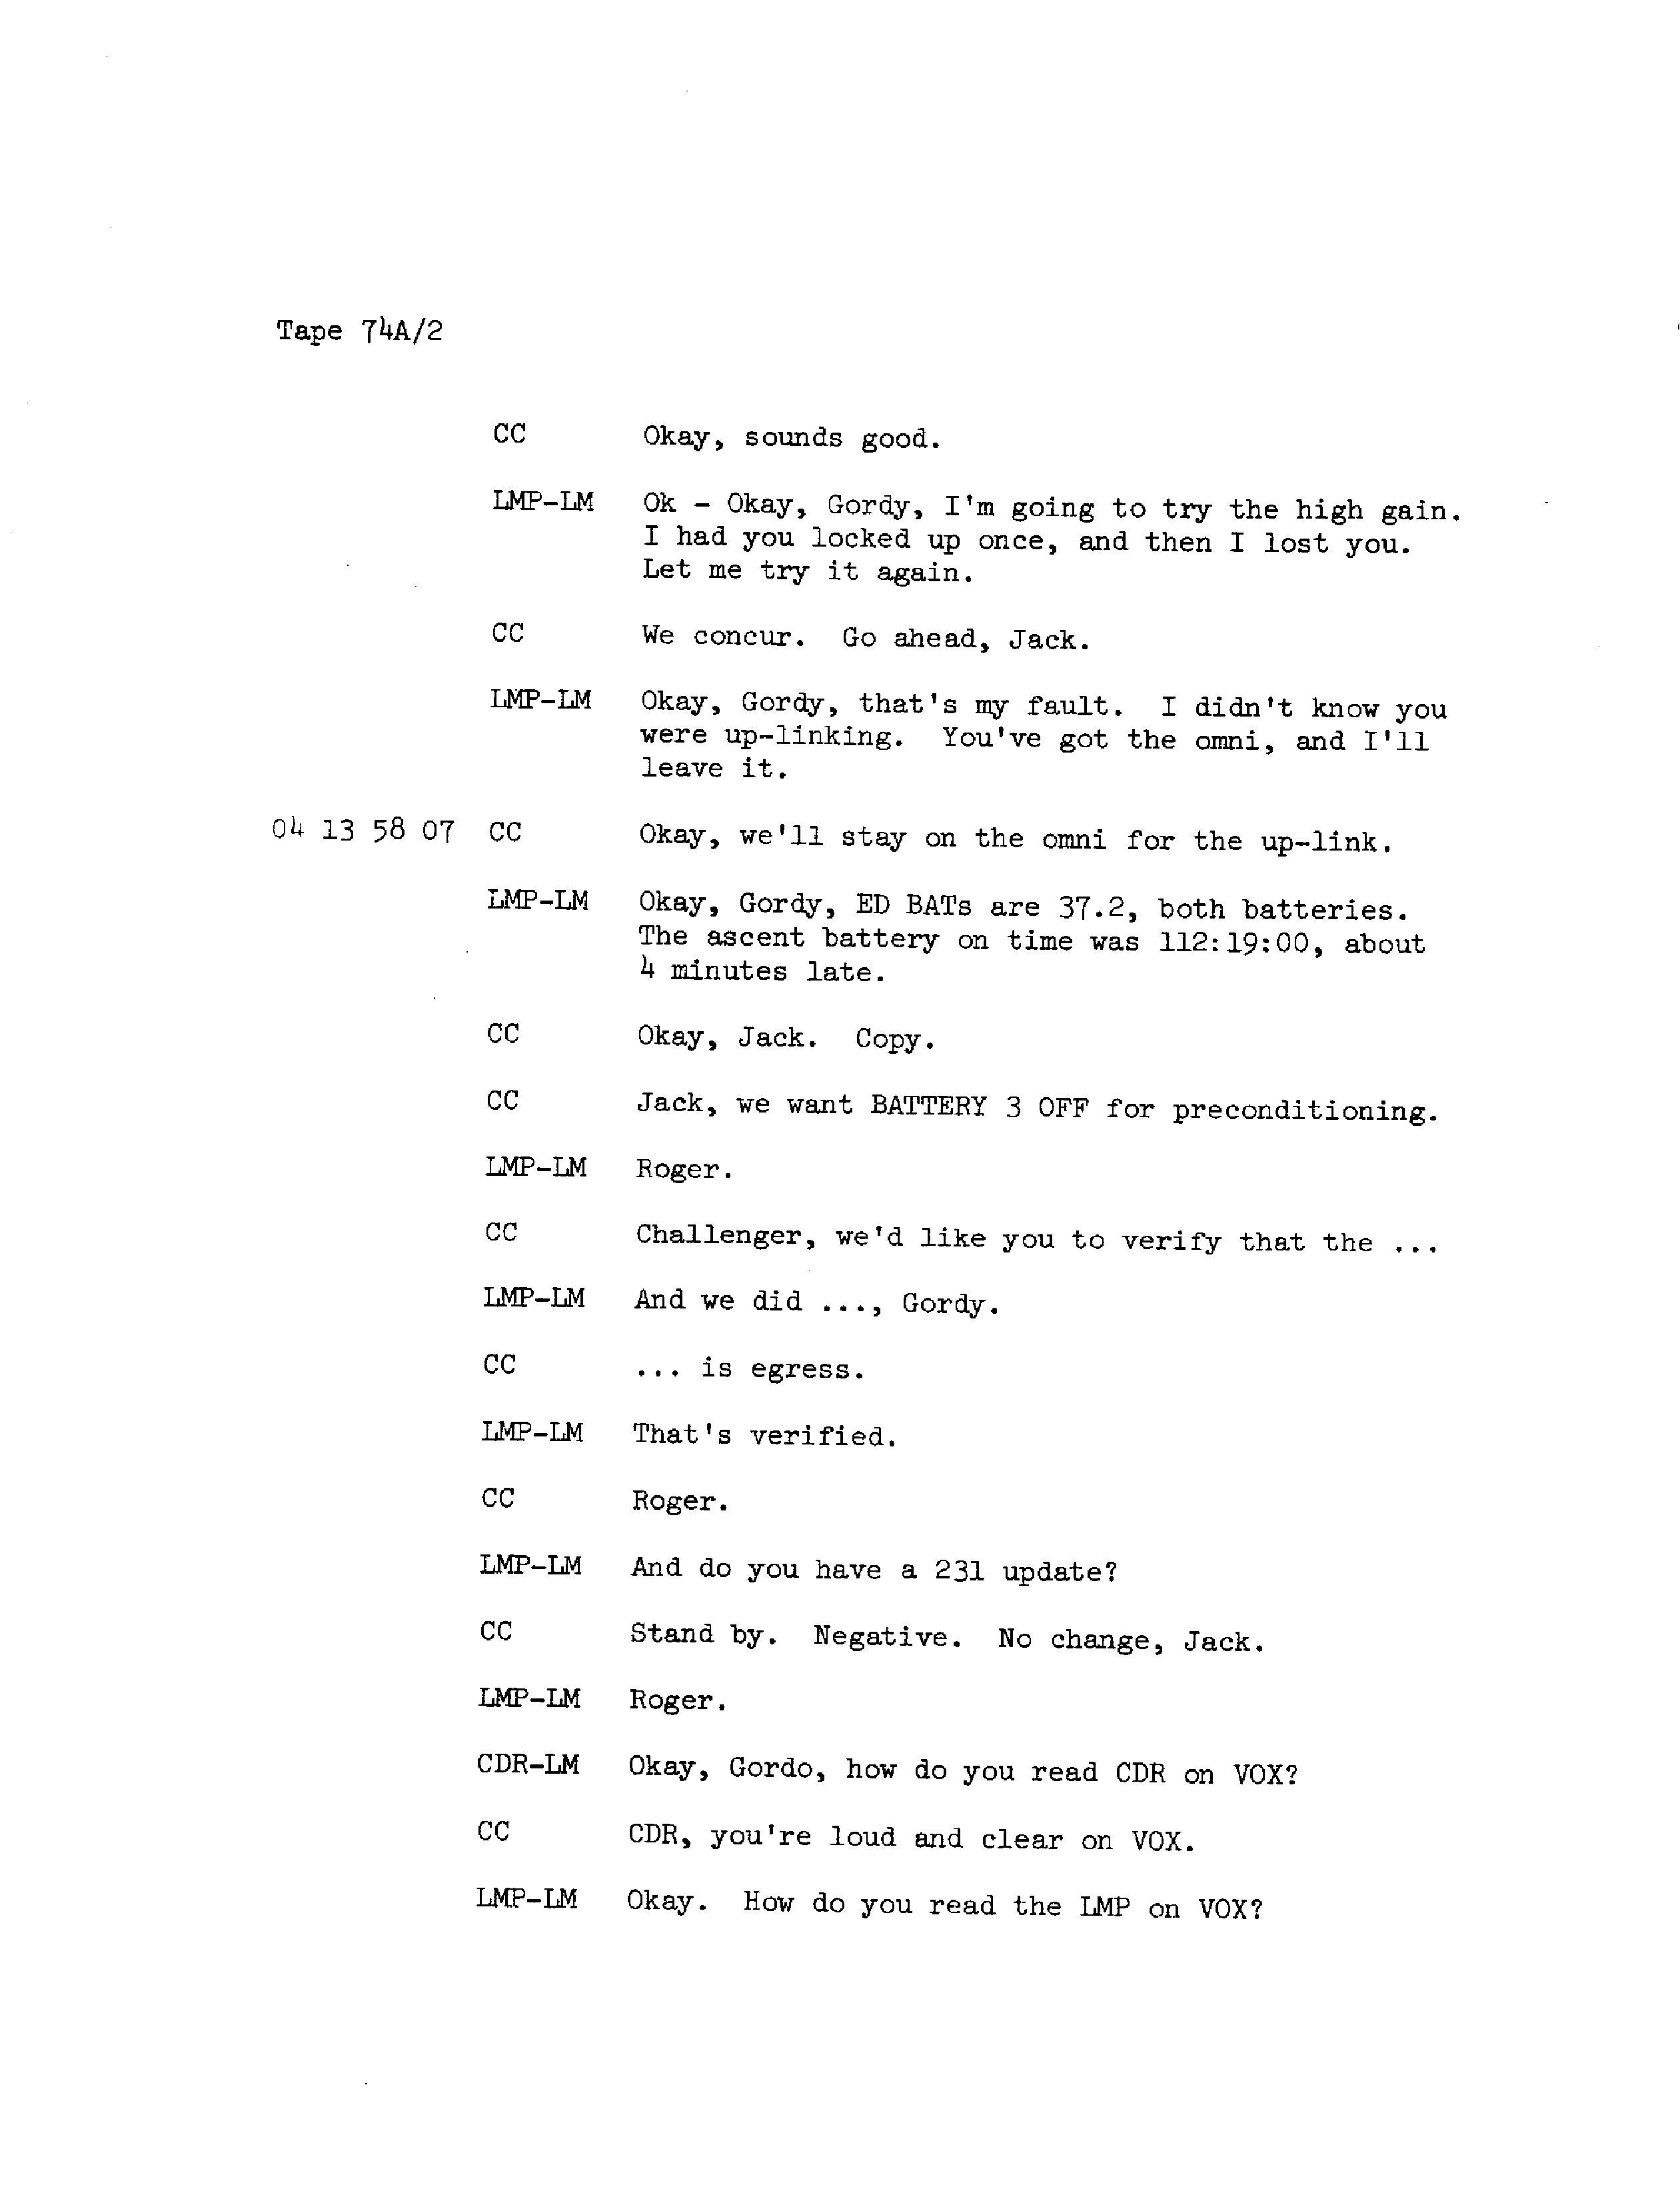 Tape 74A/2
CC Okay, sounds good.
LMP-LM Ok - Okay, Gordy, I'm going to try the high gain.
I had you locked up once, and then I lost you.
Let me try it again.
CC We concur. Go ahead, Jack.
LMP-LM Okay, Gordy, that's my fault. I didn't know you
were up-linking. You've got the omni, and I'll
leave it.
04 13 58 07 CC Okay, we'll stay on the omni for the up-link.
LMP-LM Okay, Gordy, ED BATs are 37.2, both batteries.
The ascent battery on time was 112:19:00, about
4 minutes late.
CC Okay, Jack. Copy.
CC Jack, we want BATTERY 3 OFF for preconditioning.
LMP-LM Roger.
CC Challenger, we'd like you to verify that the ...
LMP-LM And we did ..., Gordy.
CC ... is egress.
LMP-LM That's verified.
CC Roger.
LMP-LM And do you have a 231 update?
CC Stand by. Negative. No change, Jack.
LMP-LM Roger.
CDR-LM Okay, Gordo, how do you read CDR on VOX?
CC CDR, you're loud and clear on VOX.
LMP-LM Okay. How do you read the LMP on VOX?